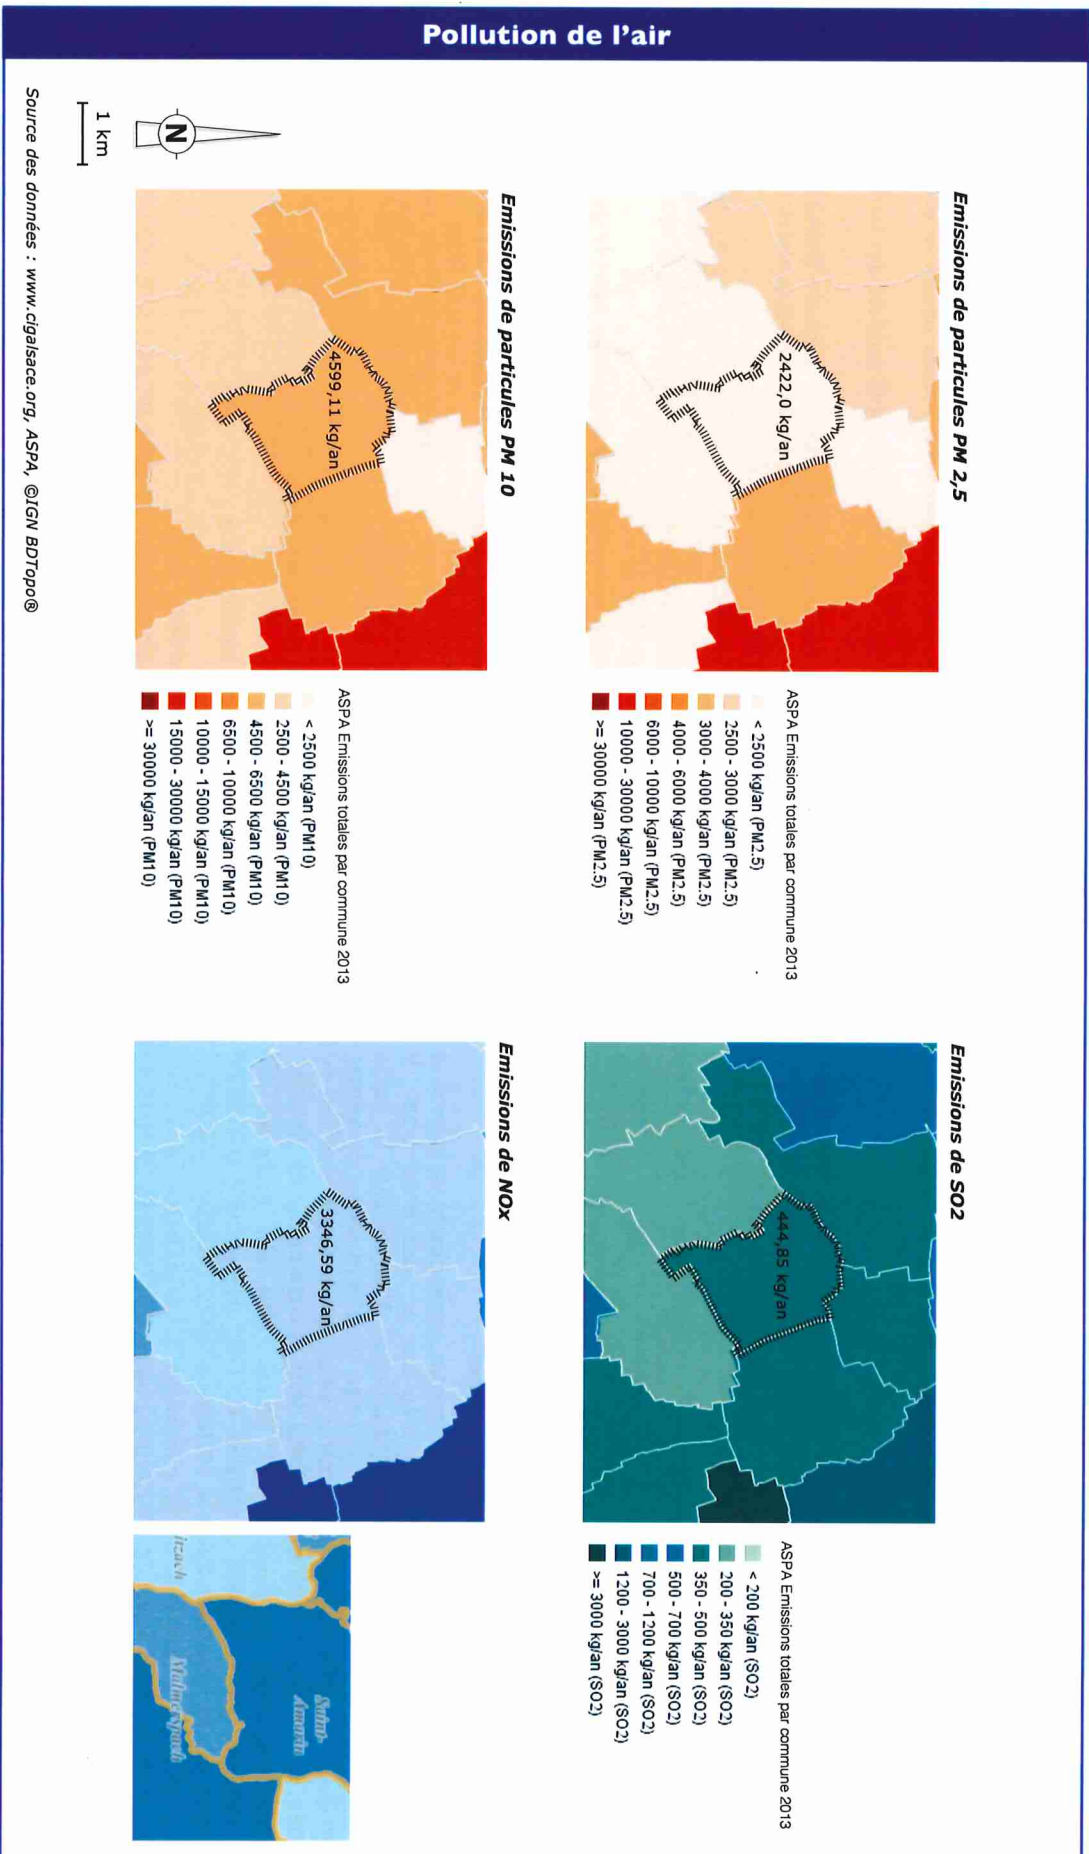 Pollution de l'air
Emissions de particules PM 2,5
2422,0 kg/an
ASPA Emissions totales par commune 2013
< 2500 kg/an (PM2.5)
2500 - 3000 kg/an (PM2.5)
3000 - 4000 kg/an (PM2.5)
4000 - 6000 kg/an (PM2.5)
6000 - 10000 kg/an (PM2.5)
10000 - 30000 kg/an (PM2.5)
>= 30000 kg/an (PM2.5)
Emissions de SO2
444,85 kg/an
ASPA Emissions totales par commune 2013
< 200 kg/an (SO2)
200 - 350 kg/an (SO2)
350 - 500 kg/an (SO2)
500 - 700 kg/an (SO2)
700 - 1200 kg/an (SO2)
1200 - 3000 kg/an (SO2)
>= 3000 kg/an (SO2)
Emissions de particules PM 10
4599,11 kg/an
ASPA Emissions totales par commune 2013
< 2500 kg/an (PM10)
2500 - 4500 kg/an (PM10)
4500 - 6500 kg/an (PM10)
6500 - 10000 kg/an (PM10)
10000 - 15000 kg/an (PM10)
15000 - 30000 kg/an (PM10)
>= 30000 kg/an (PM10)
Emissions de NOx
3346,59 kg/an
Saint-
Amarin
itzach
Malmerspach
N
1 km
Source des données : www.cigalsace.org, ASPA, ©IGN BDTopo®